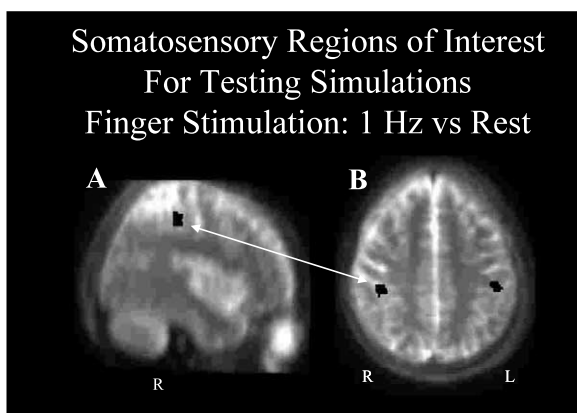 Somatosensory Regions of Interest
For Testing Simulations
Finger Stimulation: 1 Hz vs Rest
A
B
R
R
L